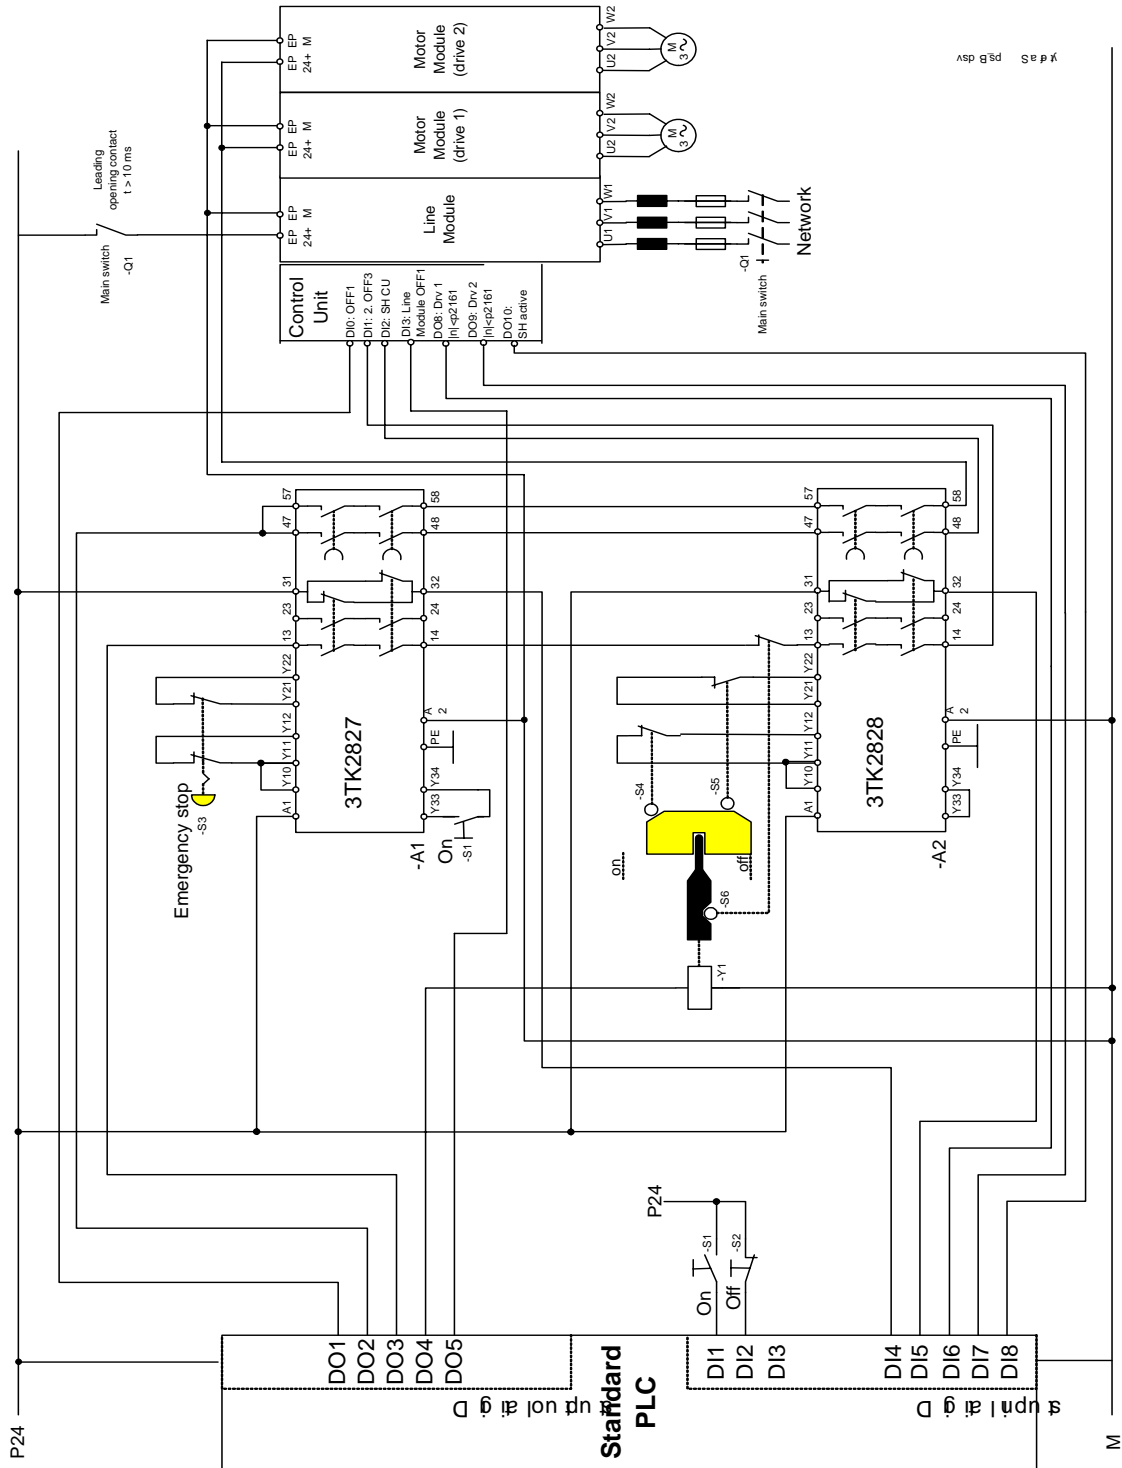 P24
M
Main switch
-Q1
Leading
opening contact
t > 10 ms
EP M
EP
24+
Motor
Module
(drive 2)
U2 V2 W2
M
3
EP M
EP
24+
Motor
Module
(drive 1)
U2 V2 W2
M
3
EP M
EP
24+
Line
Module
U1 V1 W1
-Q1
Main switch
Network
Control
Unit
DI0: OFF1
DI1: 2. OFF3
DI2: SH CU
DI3: Line
Module OFF1
DO8: Drv 1
|n|<p2161
DO9: Drv 2
|n|<p2161
DO10:
SH active
Emergency stop
-S3
A1 Y10 Y11 Y12 Y21 Y22 13 23 31 47 57
3TK2827
-A1
Y33 Y34 PE A 2 14 24 32 48 58
On
-S1
on
off
-S4
-S5
-S6
-Y1
A1 Y10 Y11 Y12 Y21 Y22 13 23 31 47 57
3TK2828
-A2
Y33 Y34 PE A 2 14 24 32 48 58
P24
-S1
On
-S2
Off
DO1
DO2
DO3
DO4
DO5
Standard
PLC
DI1
DI2
DI3
DI4
DI5
DI6
DI7
DI8